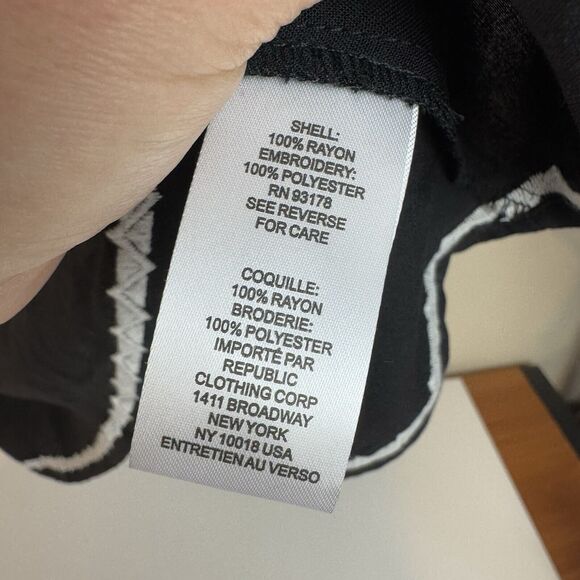 SHELL:
100% RAYON
EMBROIDERY:
100% POLYESTER
RN 93178
SEE REVERSE
FOR CARE
COQUILLE:
100% RAYON
BRODERIE:
100% POLYESTER
IMPORTÉ PAR
REPUBLIC
CLOTHING CORP
1411 BROADWAY
NEW YORK
NY 10018 USA
ENTRETIEN AU VERSO